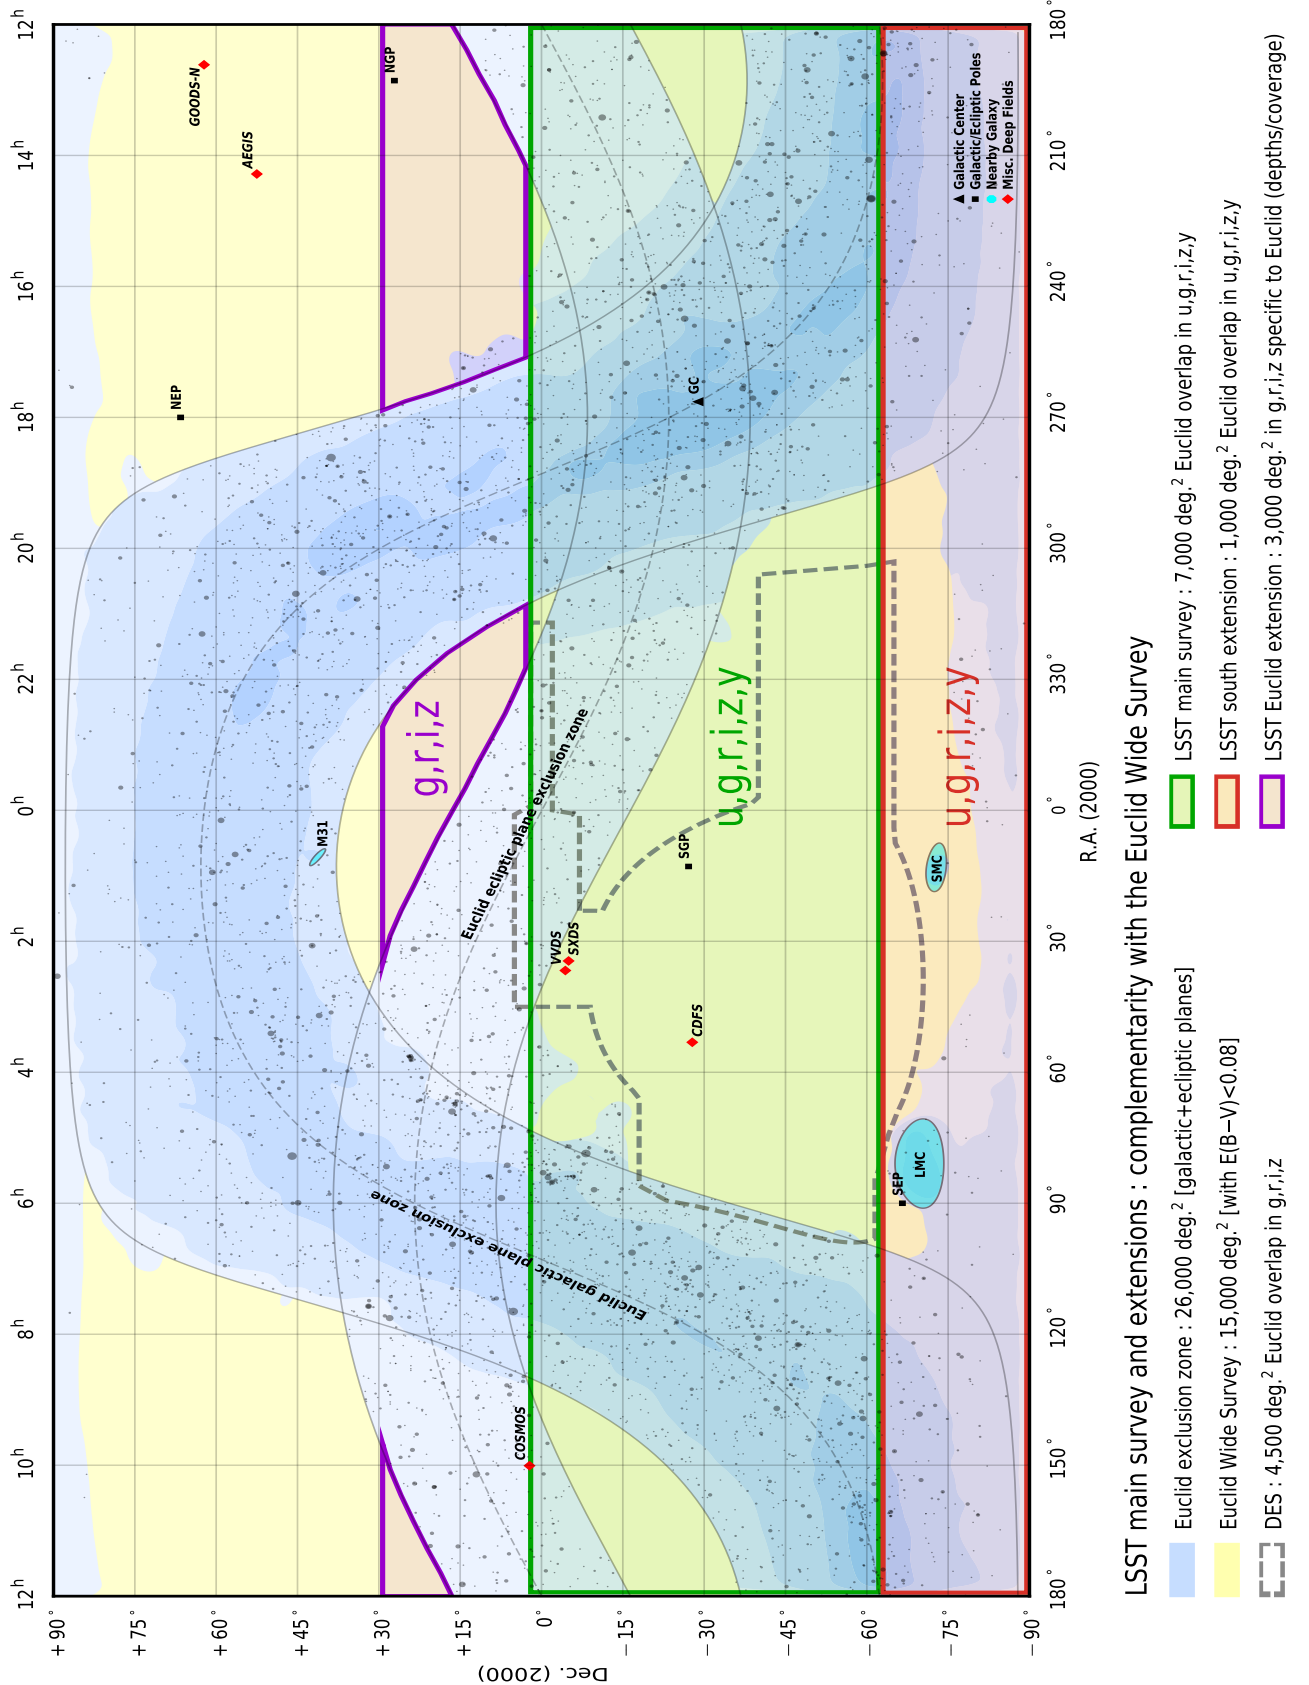 12ʰ
14ʰ
16ʰ
18ʰ
20ʰ
22ʰ
0ʰ
2ʰ
4ʰ
6ʰ
8ʰ
10ʰ
12ʰ
+90°
+75°
+60°
+45°
+30°
+15°
0°
−15°
−30°
−45°
−60°
−75°
−90°
Dec. (2000)
180°
150°
120°
90°
60°
30°
0°
330°
300°
270°
240°
210°
180°
R.A. (2000)
GOODS-N
AEGIS
NEP
NGP
M31
g,r,i,z
Euclid ecliptic plane exclusion zone
Euclid galactic plane exclusion zone
COSMOS
VVDS
SXDS
CDFS
SGP
GC
u,g,r,i,z,y
u,g,r,i,z,y
SMC
LMC
SEP
Galactic Center
Galactic/Ecliptic Poles
Nearby Galaxy
Misc. Deep Fields
LSST main survey and extensions : complementarity with the Euclid Wide Survey
Euclid exclusion zone : 26,000 deg.² [galactic+ecliptic planes]
Euclid Wide Survey : 15,000 deg.² [with E(B−V)<0.08]
DES : 4,500 deg.² Euclid overlap in g,r,i,z
LSST main survey : 7,000 deg.² Euclid overlap in u,g,r,i,z,y
LSST south extension : 1,000 deg.² Euclid overlap in u,g,r,i,z,y
LSST Euclid extension : 3,000 deg.² in g,r,i,z specific to Euclid (depths/coverage)